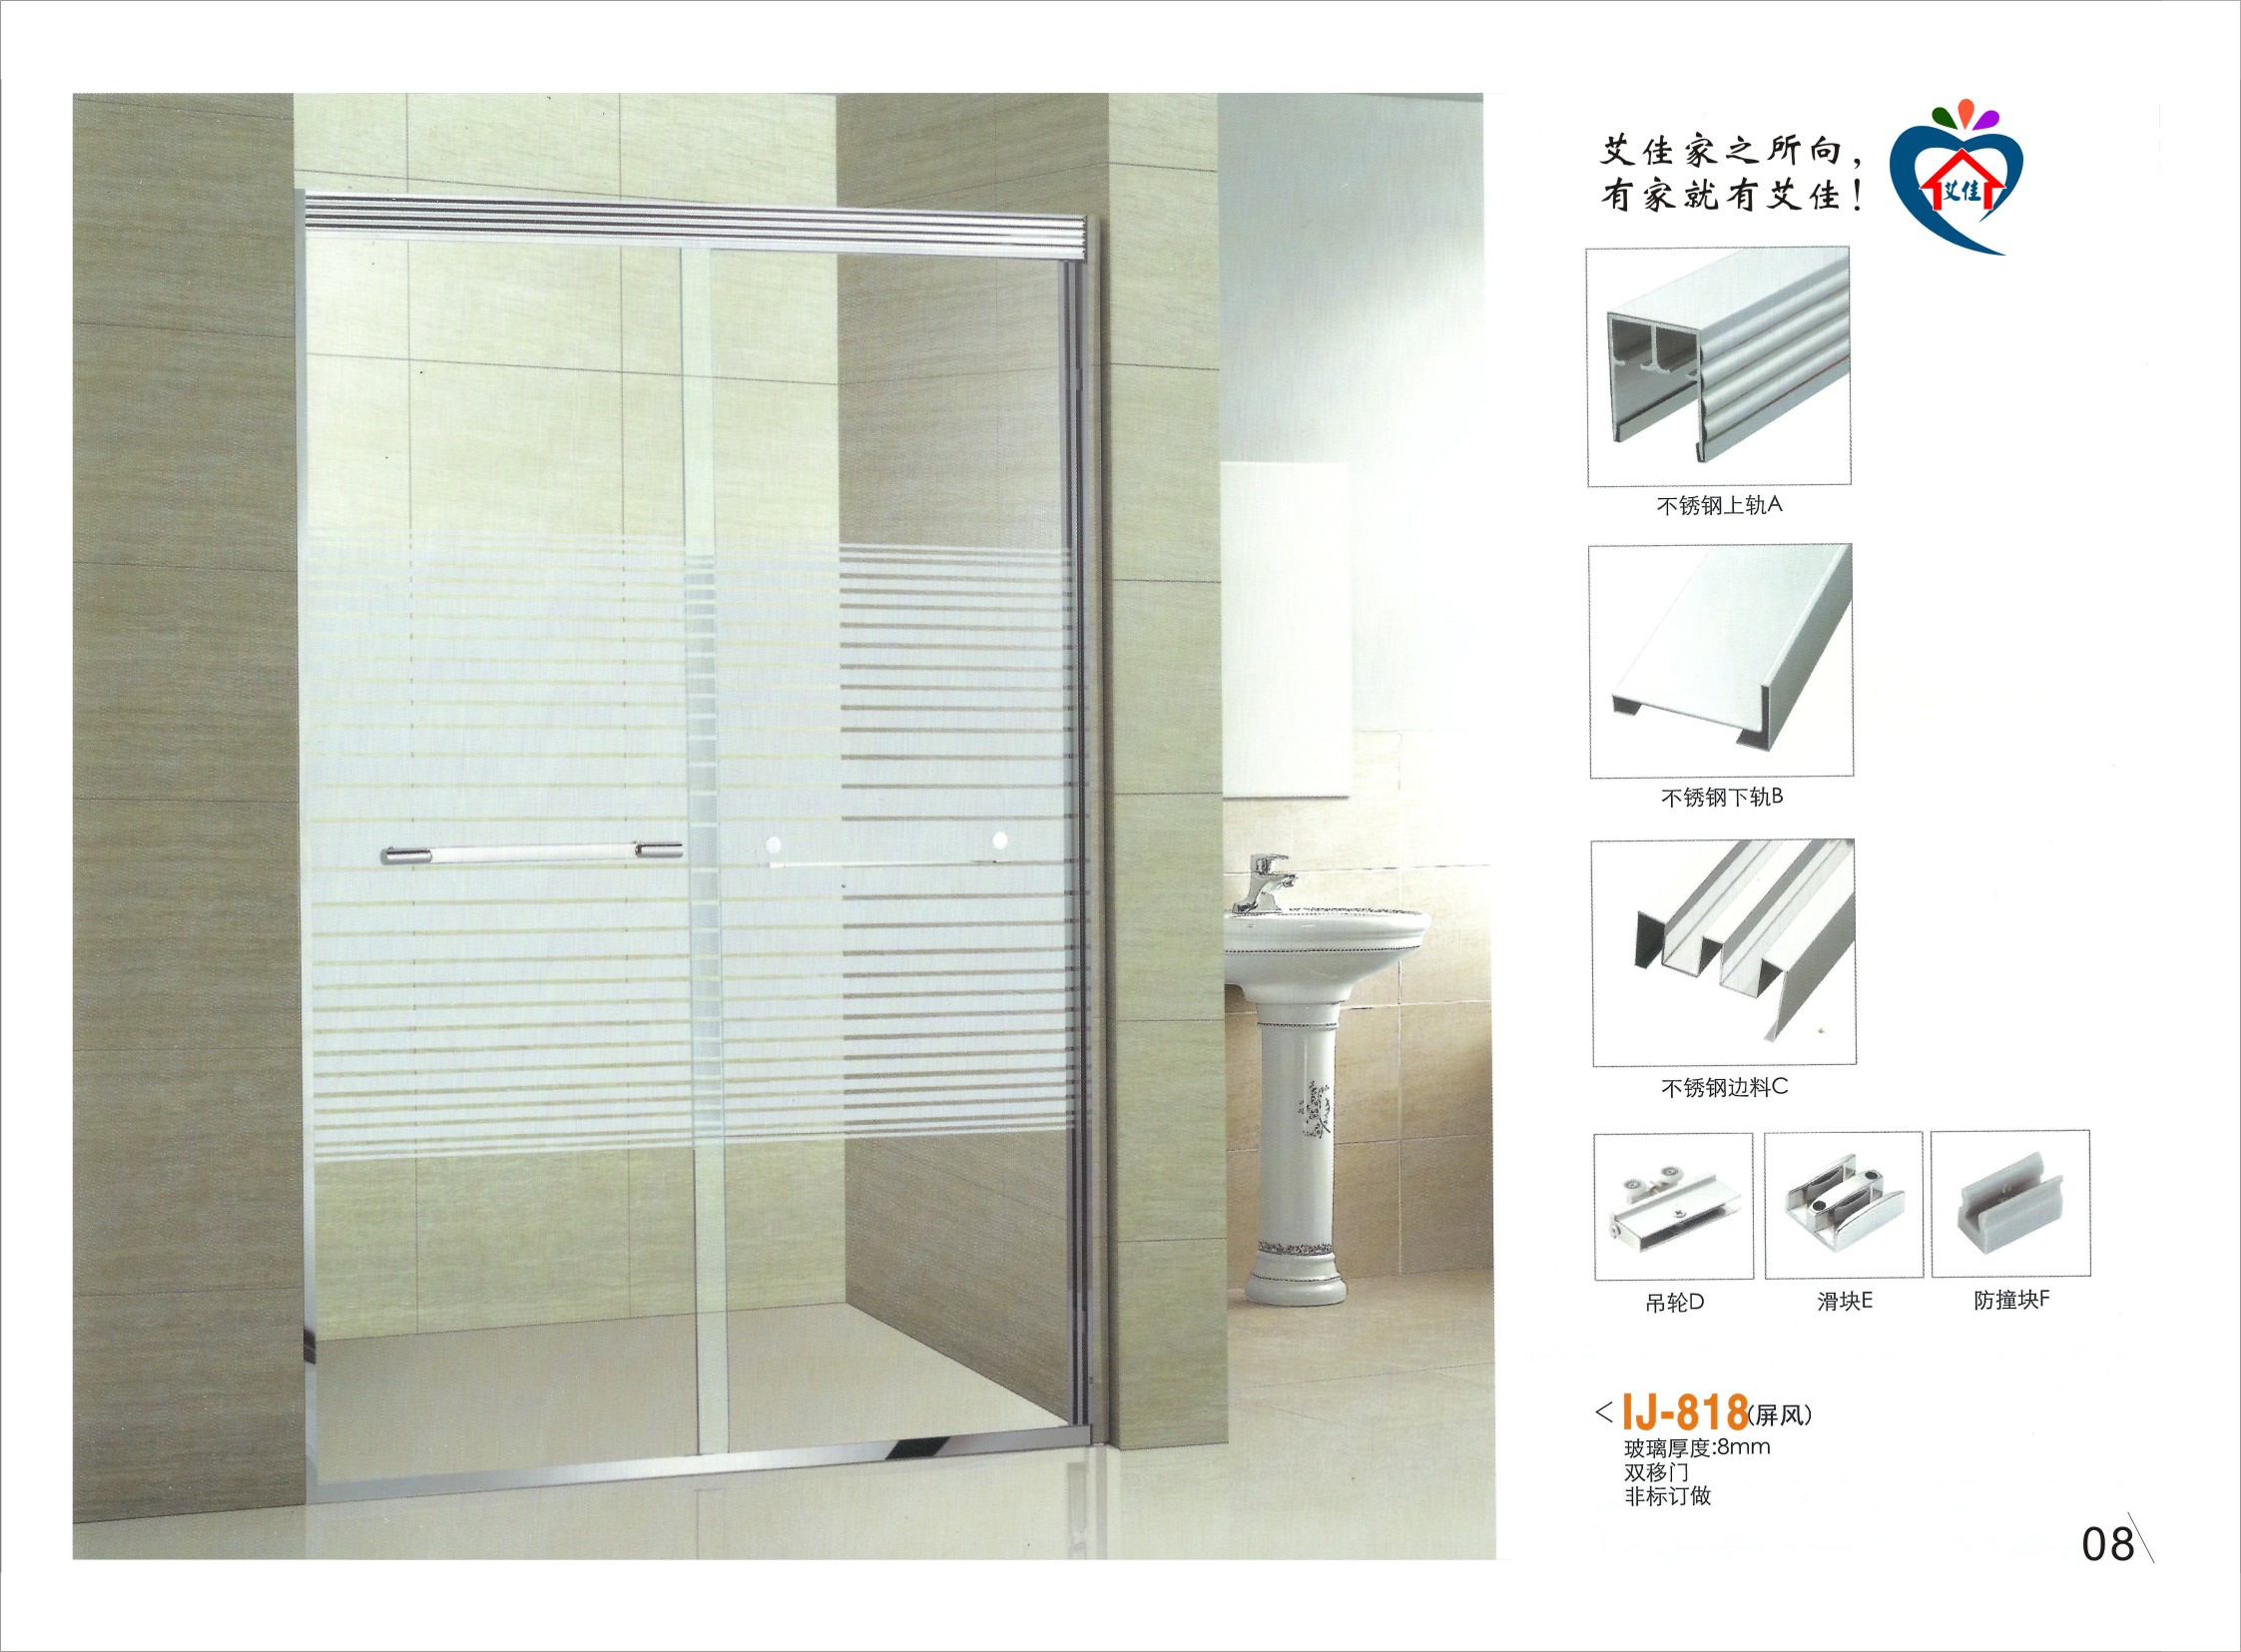 艾佳家之所向，
有家就有艾佳！
艾佳
不锈钢上轨A
不锈钢下轨B
不锈钢边料C
吊轮D
滑块E
防撞块F
<IJ-818(屏风)
玻璃厚度:8mm
双移门
非标订做
08